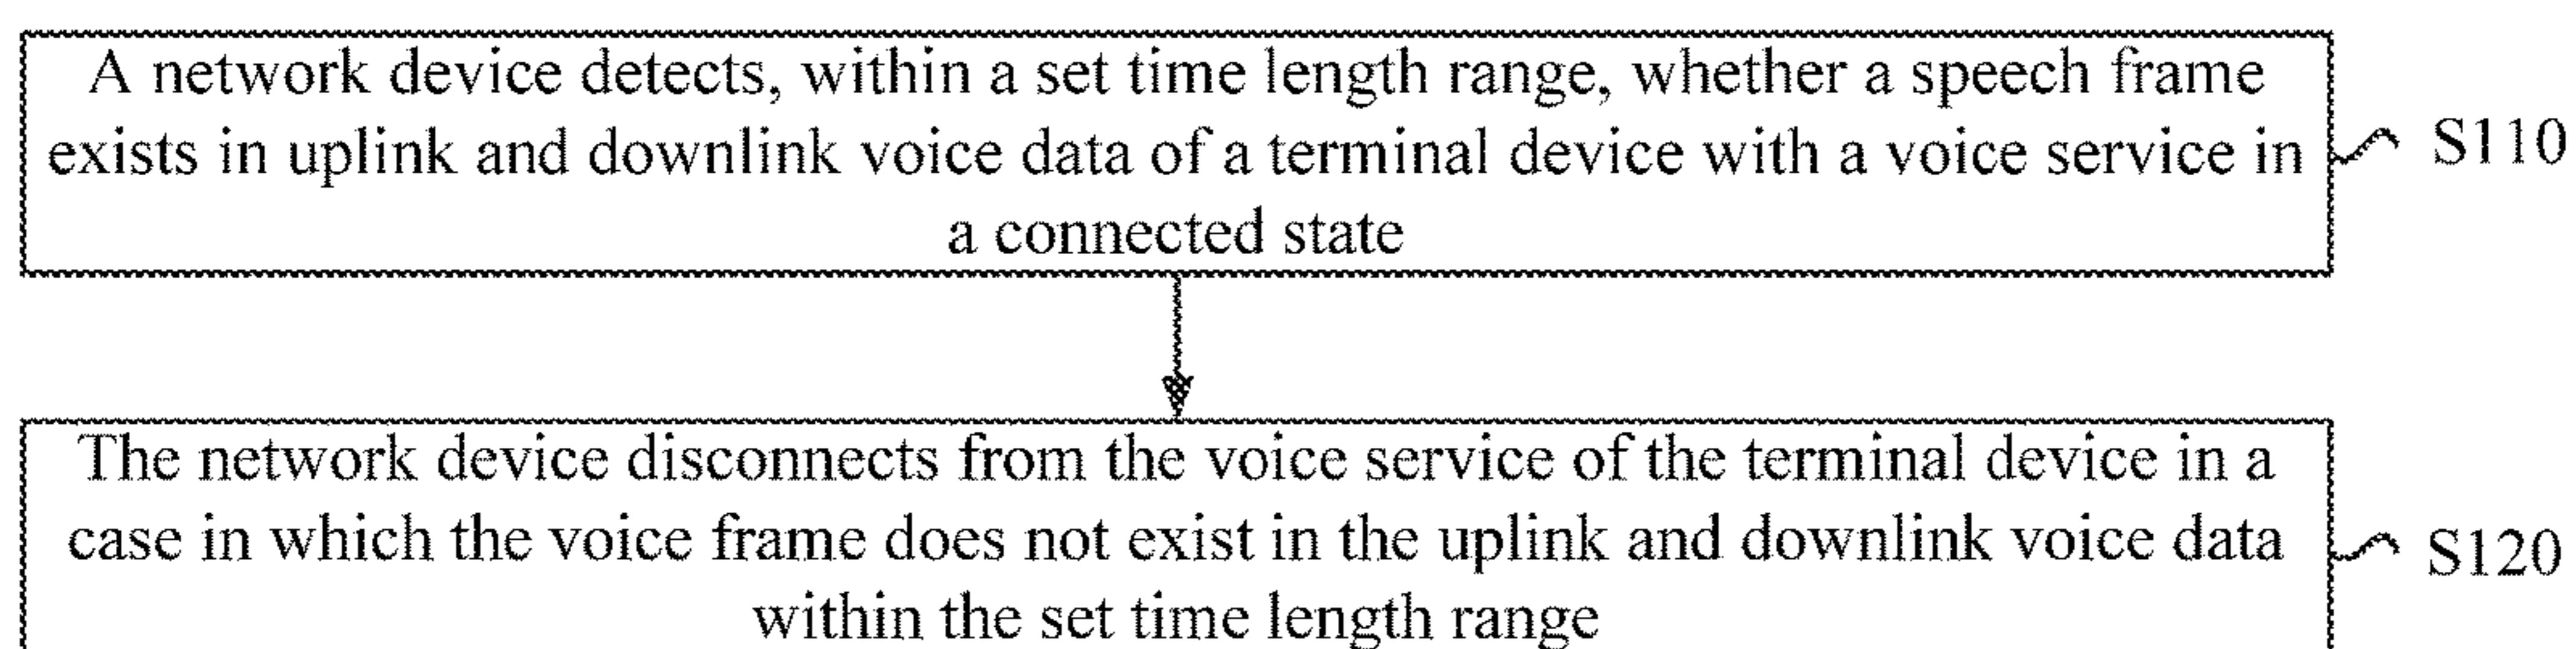 A network device detects, within a set time length range, whether a speech frame
exists in uplink and downlink voice data of a terminal device with a voice service in
a connected state
S110
The network device disconnects from the voice service of the terminal device in a
case in which the voice frame does not exist in the uplink and downlink voice data
within the set time length range
S120